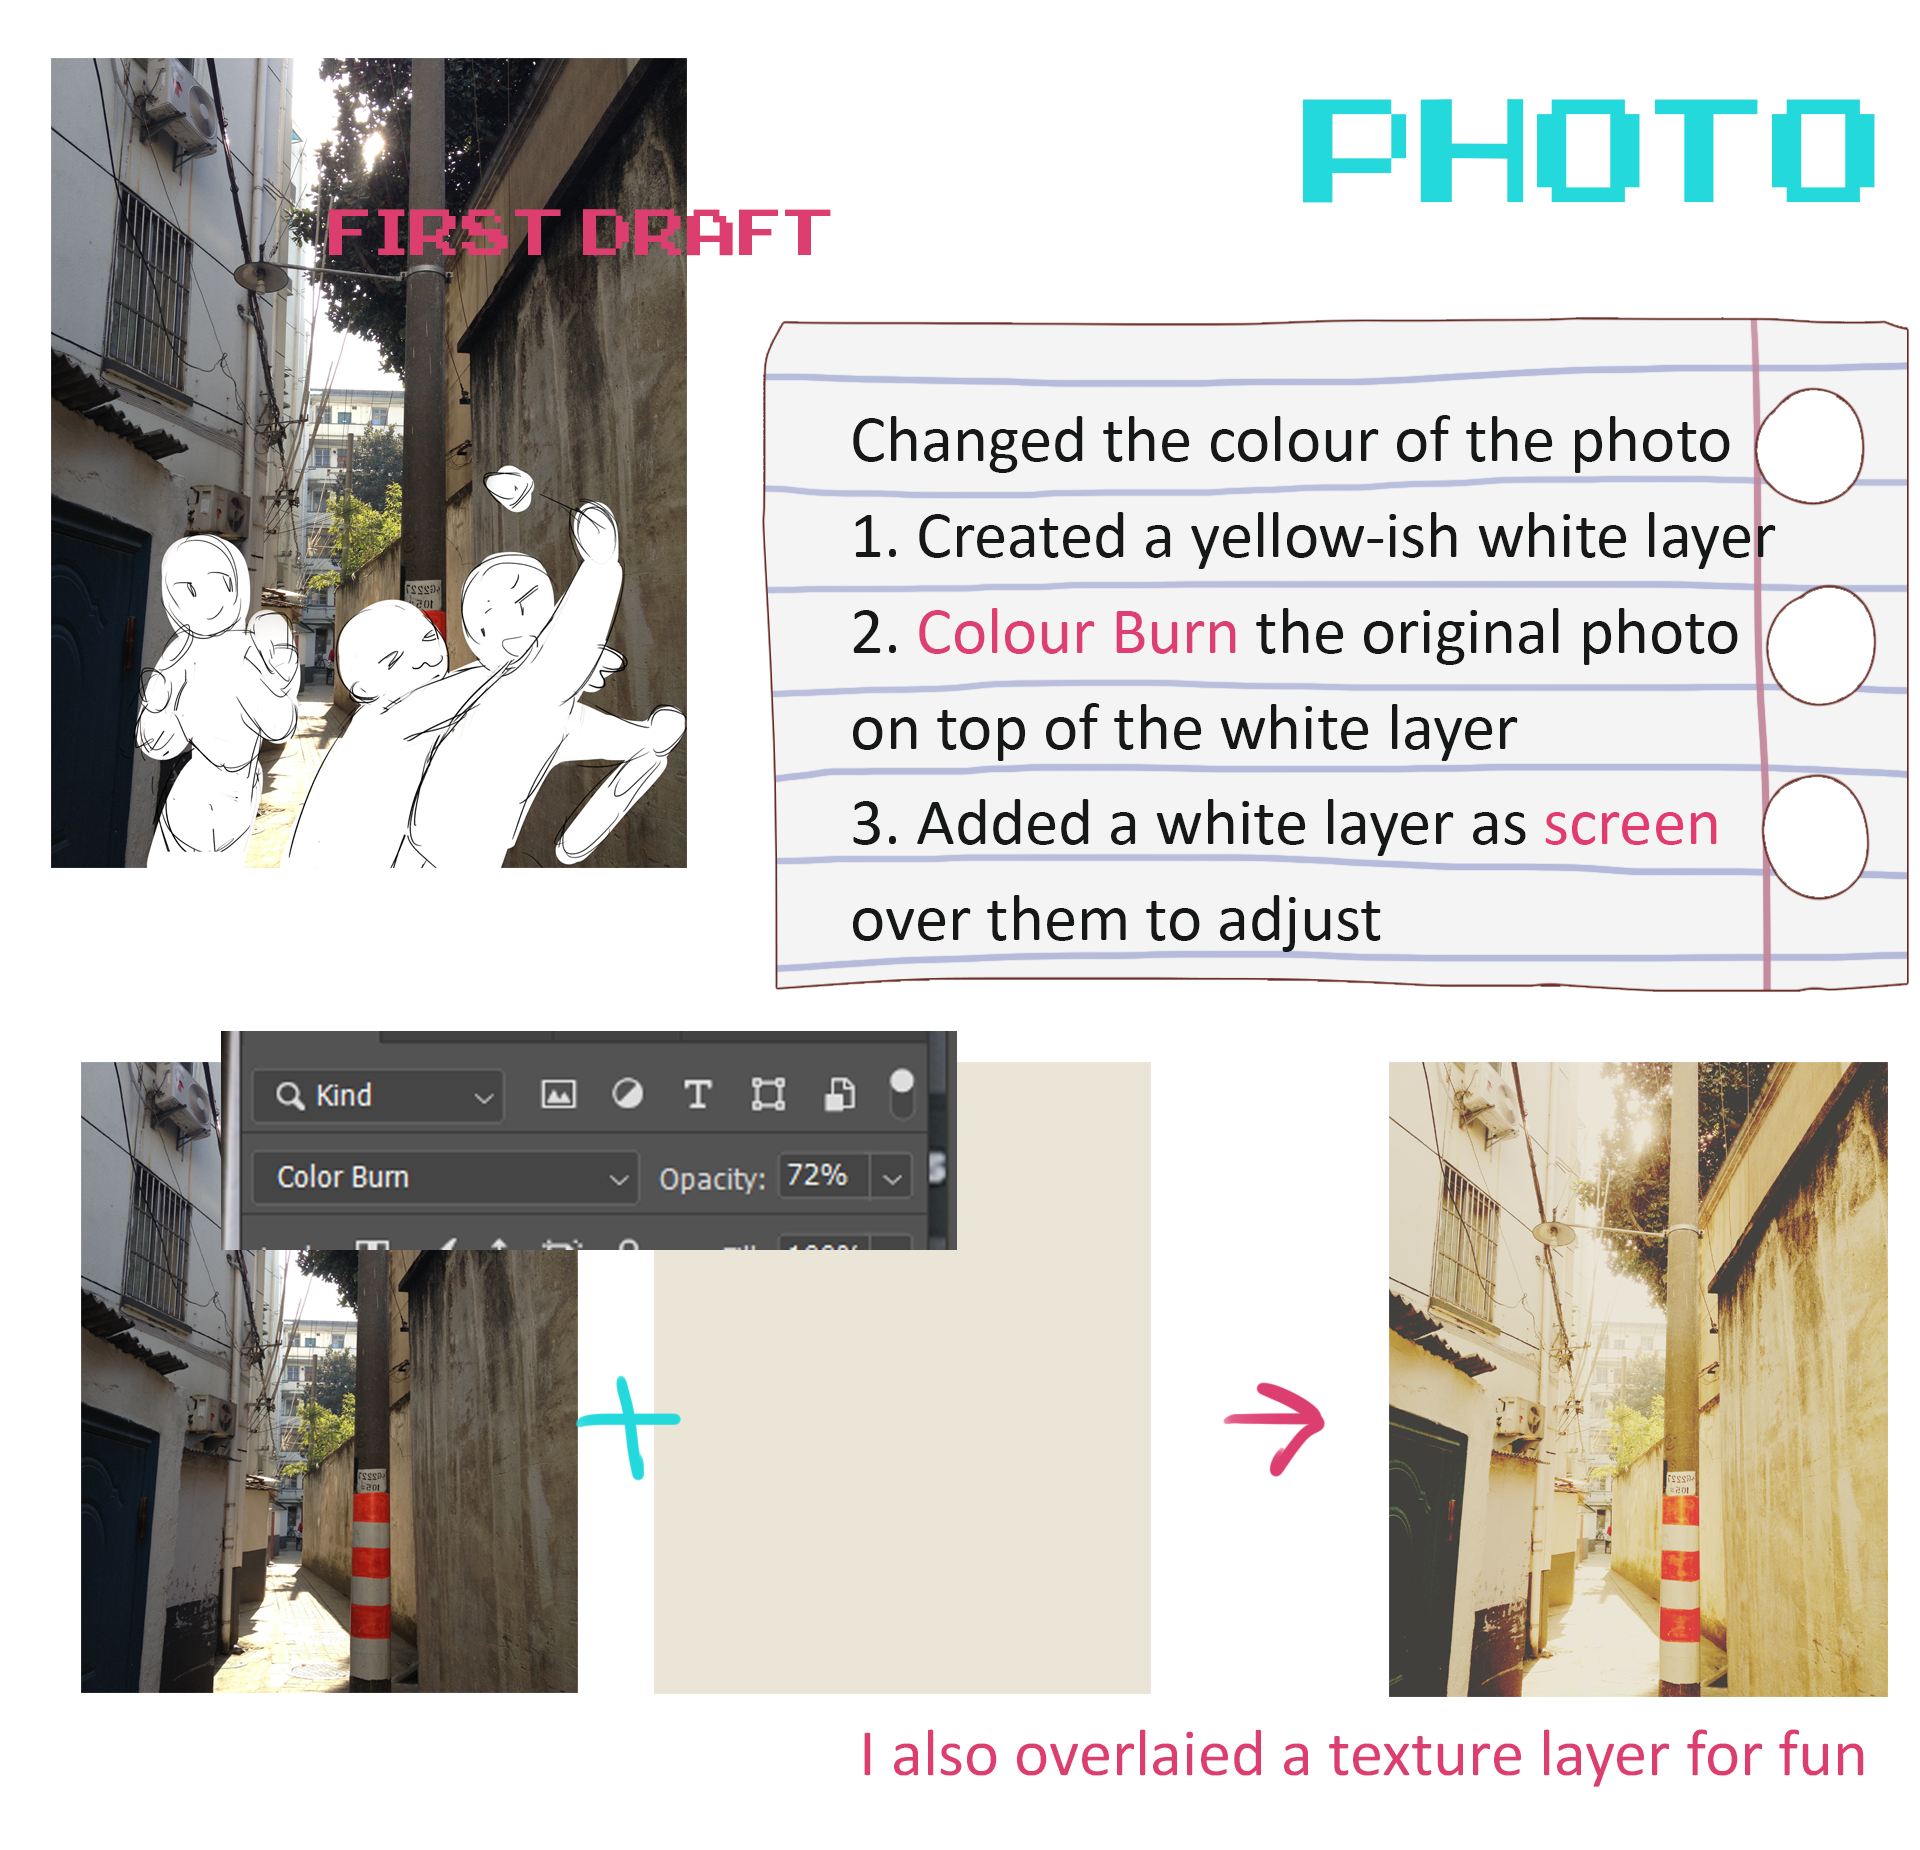 PHOTO
FIRST DRAFT
Changed the colour of the photo
1. Created a yellow-ish white layer
2. Colour Burn the original photo
on top of the white layer
3. Added a white layer as screen
over them to adjust
Kind
Color Burn
Opacity: 72%
I also overlaied a texture layer for fun